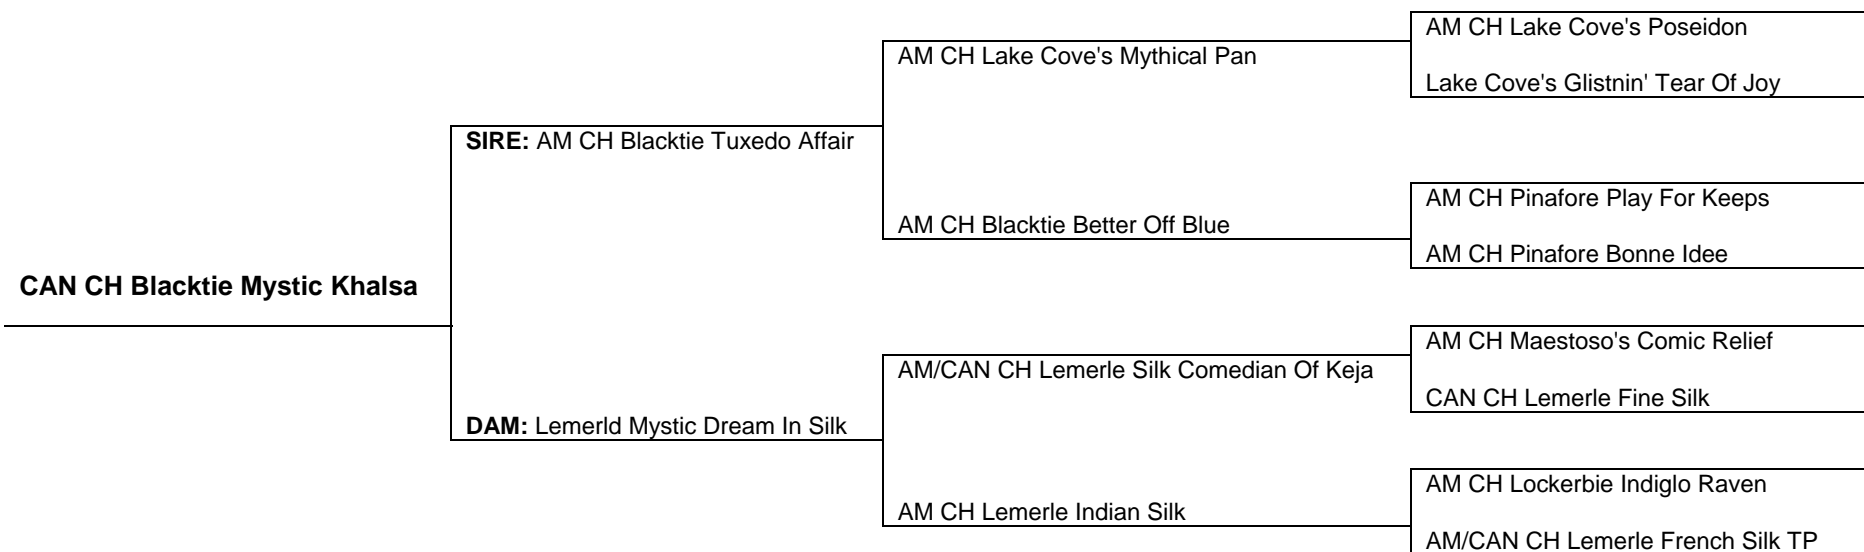 AM CH Lake Cove's Poseidon
AM CH Lake Cove's Mythical Pan
Lake Cove's Glistnin' Tear Of Joy
SIRE: AM CH Blacktie Tuxedo Affair
AM CH Pinafore Play For Keeps
AM CH Blacktie Better Off Blue
AM CH Pinafore Bonne Idee
CAN CH Blacktie Mystic Khalsa
AM CH Maestoso's Comic Relief
AM/CAN CH Lemerle Silk Comedian Of Keja
CAN CH Lemerle Fine Silk
DAM: Lemerld Mystic Dream In Silk
AM CH Lockerbie Indiglo Raven
AM CH Lemerle Indian Silk
AM/CAN CH Lemerle French Silk TP